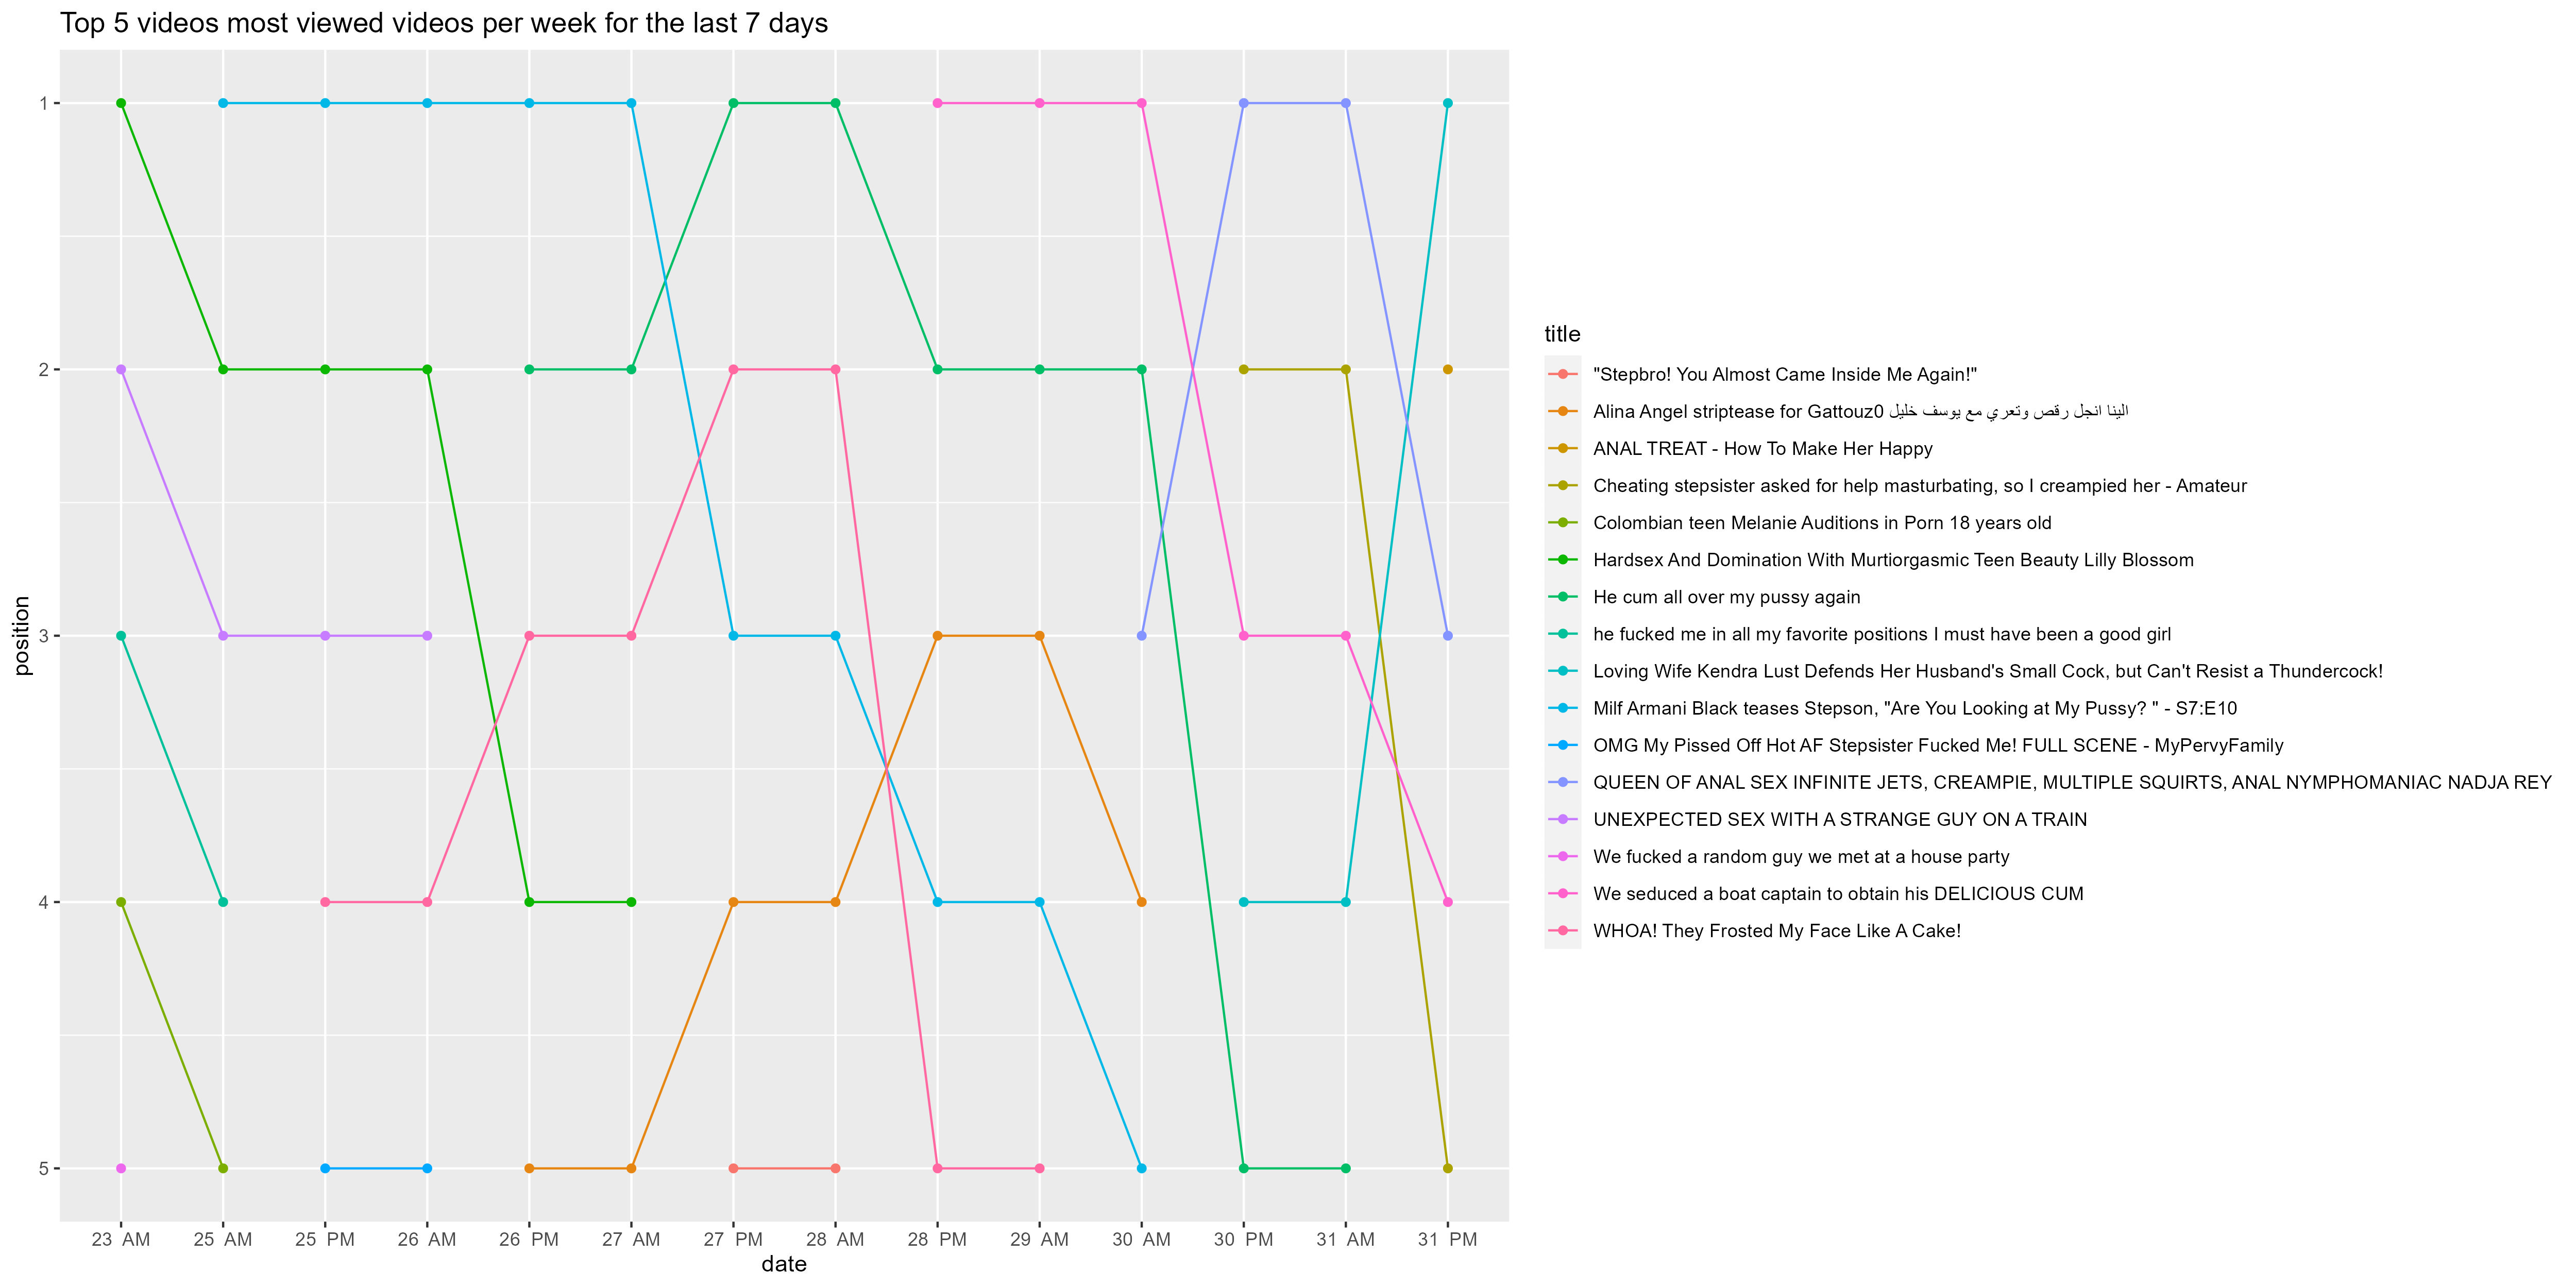 Top 5 videos most viewed videos per week for the last 7 days
position
1
2
3
4
5
23 AM
25 AM
25 PM
26 AM
26 PM
27 AM
27 PM
28 AM
28 PM
29 AM
30 AM
30 PM
31 AM
31 PM
date
title
"Stepbro! You Almost Came Inside Me Again!"
Alina Angel striptease for Gattouz0 الينا انجل رقص وتعري مع يوسف خليل
ANAL TREAT - How To Make Her Happy
Cheating stepsister asked for help masturbating, so I creampied her - Amateur
Colombian teen Melanie Auditions in Porn 18 years old
Hardsex And Domination With Murtiorgasmic Teen Beauty Lilly Blossom
He cum all over my pussy again
he fucked me in all my favorite positions I must have been a good girl
Loving Wife Kendra Lust Defends Her Husband's Small Cock, but Can't Resist a Thundercock!
Milf Armani Black teases Stepson, "Are You Looking at My Pussy? " - S7:E10
OMG My Pissed Off Hot AF Stepsister Fucked Me! FULL SCENE - MyPervyFamily
QUEEN OF ANAL SEX INFINITE JETS, CREAMPIE, MULTIPLE SQUIRTS, ANAL NYMPHOMANIAC NADJA REY
UNEXPECTED SEX WITH A STRANGE GUY ON A TRAIN
We fucked a random guy we met at a house party
We seduced a boat captain to obtain his DELICIOUS CUM
WHOA! They Frosted My Face Like A Cake!